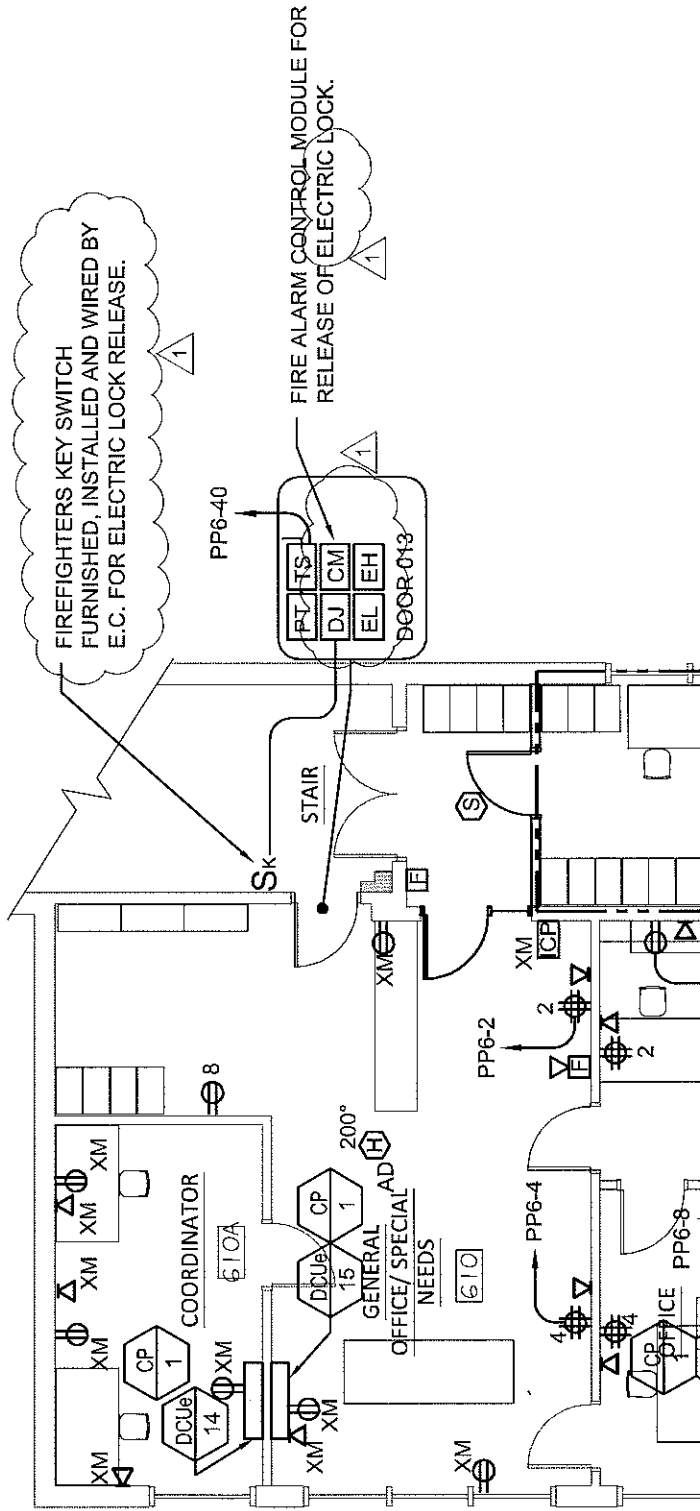 FIREFIGHTERS KEY SWITCH
FURNISHED, INSTALLED AND WIRED BY
E.C. FOR ELECTRIC LOCK RELEASE.
1
FIRE ALARM CONTROL MODULE FOR
RELEASE OF ELECTRIC LOCK.
1
PP6-40
PT TS
DJ CM
EL EH
DOOR 013
1
SK
STAIR
S
F
XM
XM
CP
8
COORDINATOR
610A
XM
XM
XM
XM
XM
CP
1
DCUe
14
XM
DCUe
15
CP
1
XM
XM
200°
H
AD
GENERAL
OFFICE/ SPECIAL
NEEDS
610
XM
PP6-2
2
F
2
PP6-4
4
4
PP6-8
OFFICE
CP
1